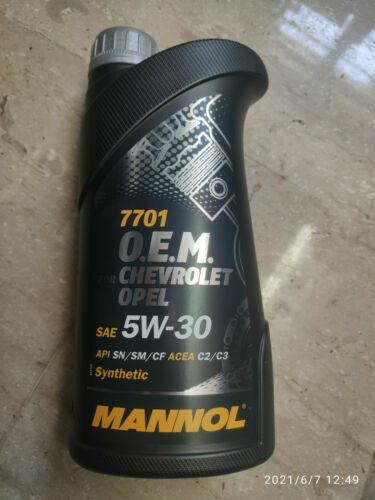 7701
O.E.M.
FOR CHEVROLET
OPEL
SAE 5W-30
API SN/SM/CF ACEA C2/C3
Synthetic
MANNOL
2021/6/7 12:49